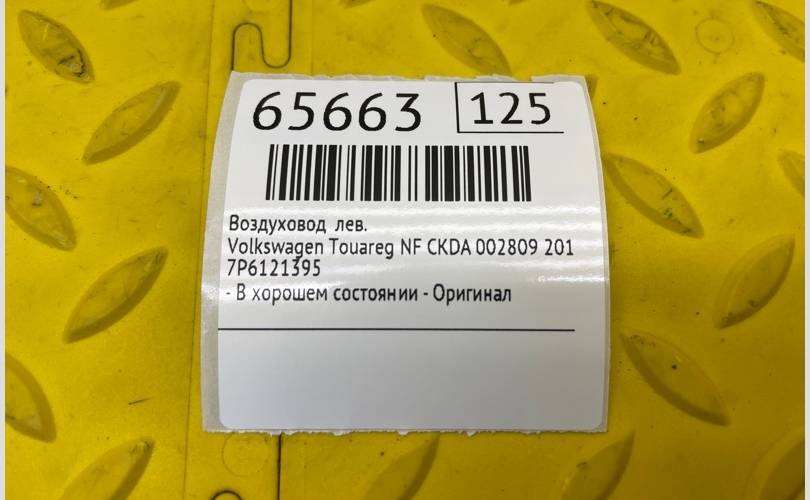 65663 125
Воздуховод лев.
Volkswagen Touareg NF CKDA 002809 201
7P6121395
- В хорошем состоянии - Оригинал